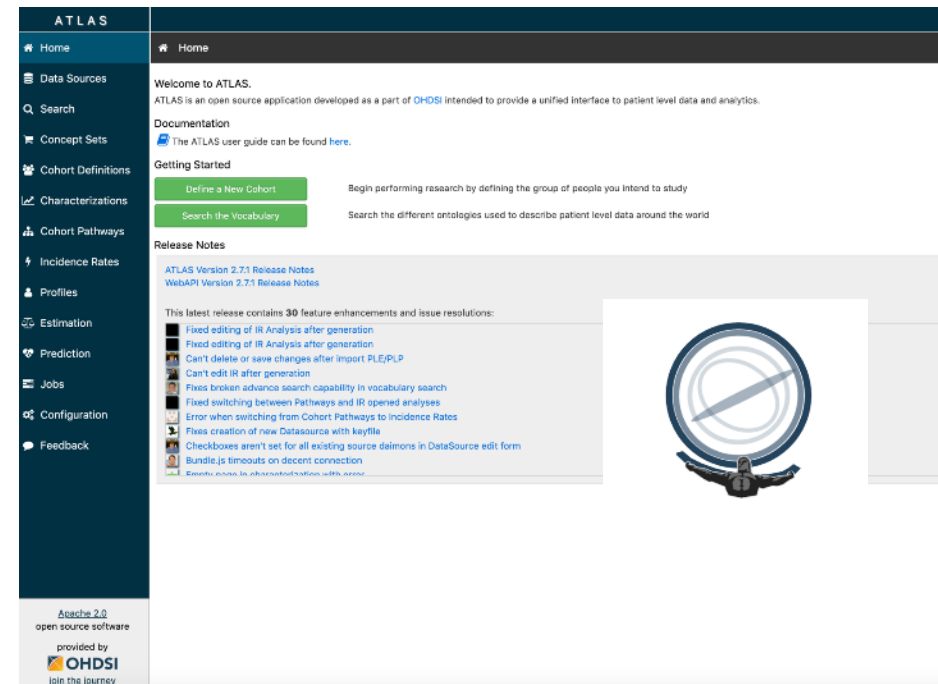 ATLAS
Home
Data Sources
Search
Concept Sets
Cohort Definitions
Characterizations
Cohort Pathways
Incidence Rates
Profiles
Estimation
Prediction
Jobs
Configuration
Feedback
Apache 2.0
open source software
provided by
OHDSI
join the journey
Home
Welcome to ATLAS.
ATLAS is an open source application developed as a part of OHDSI intended to provide a unified interface to patient level data and analytics.
Documentation
The ATLAS user guide can be found here.
Getting Started
Define a New Cohort Begin performing research by defining the group of people you intend to study
Search the Vocabulary Search the different ontologies used to describe patient level data around the world
Release Notes
ATLAS Version 2.7.1 Release Notes
WebAPI Version 2.7.1 Release Notes
This latest release contains 30 feature enhancements and issue resolutions:
Fixed editing of IR Analysis after generation
Fixed editing of IR Analysis after generation
Can't delete or save changes after import PLE/PLP
Can't edit IR after generation
Fixes broken advance search capability in vocabulary search
Fixed switching between Pathways and IR opened analyses
Error when switching from Cohort Pathways to Incidence Rates
Fixes creation of new Datasource with keyfile
Checkboxes aren't set for all existing source daimons in DataSource edit form
Bundle.js timeouts on decent connection
Empty page in characterization with error